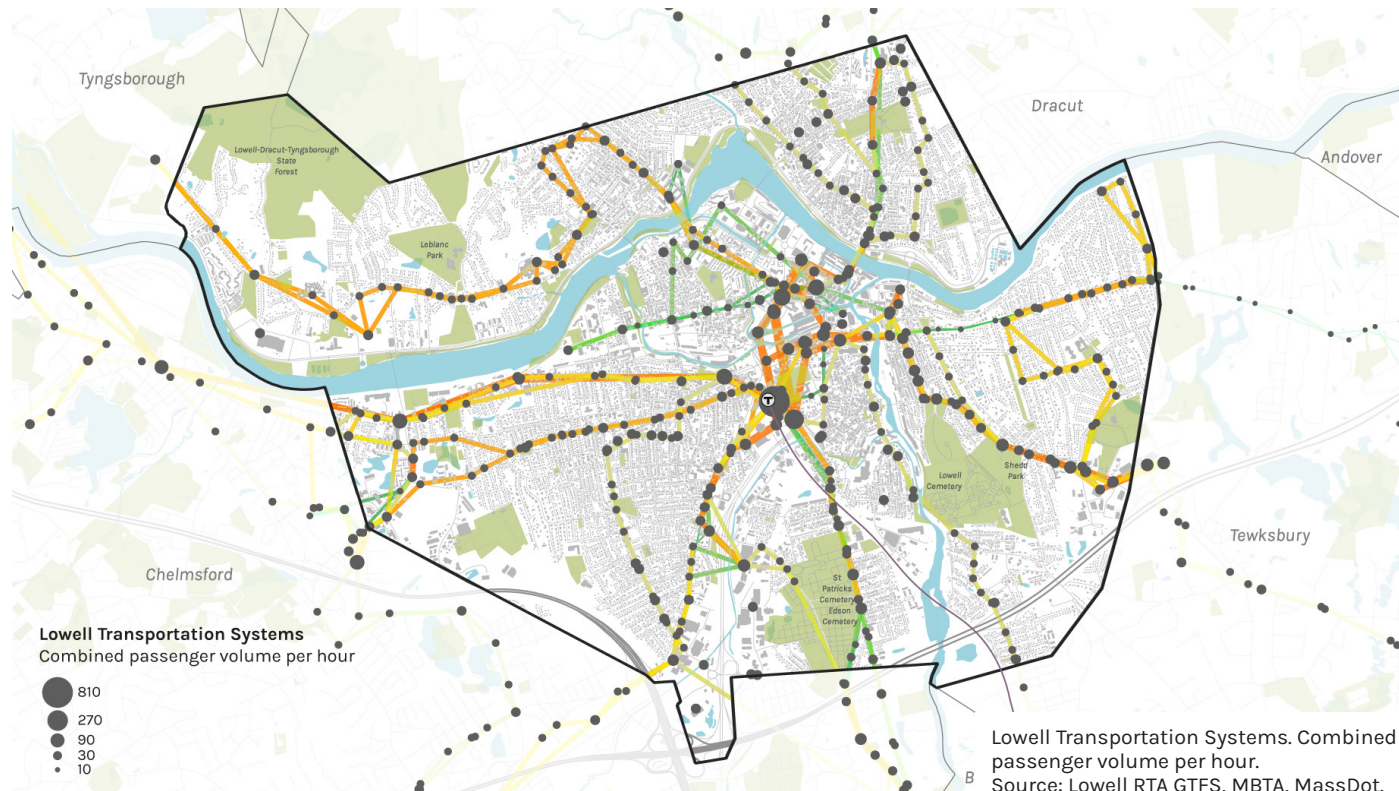 Tyngsborough
Dracut
Andover
Lowell-Dracut-Tyngsborough
State
Forest
Leblanc
Park
T
Lowell
Cemetery
Shedd
Park
Tewksbury
Chelmsford
St
Patricks
Cemetery
Edson
Cemetery
Lowell Transportation Systems
Combined passenger volume per hour
810
270
90
30
10
B
Lowell Transportation Systems. Combined
passenger volume per hour.
Source: Lowell RTA GTFS, MBTA, MassDot,